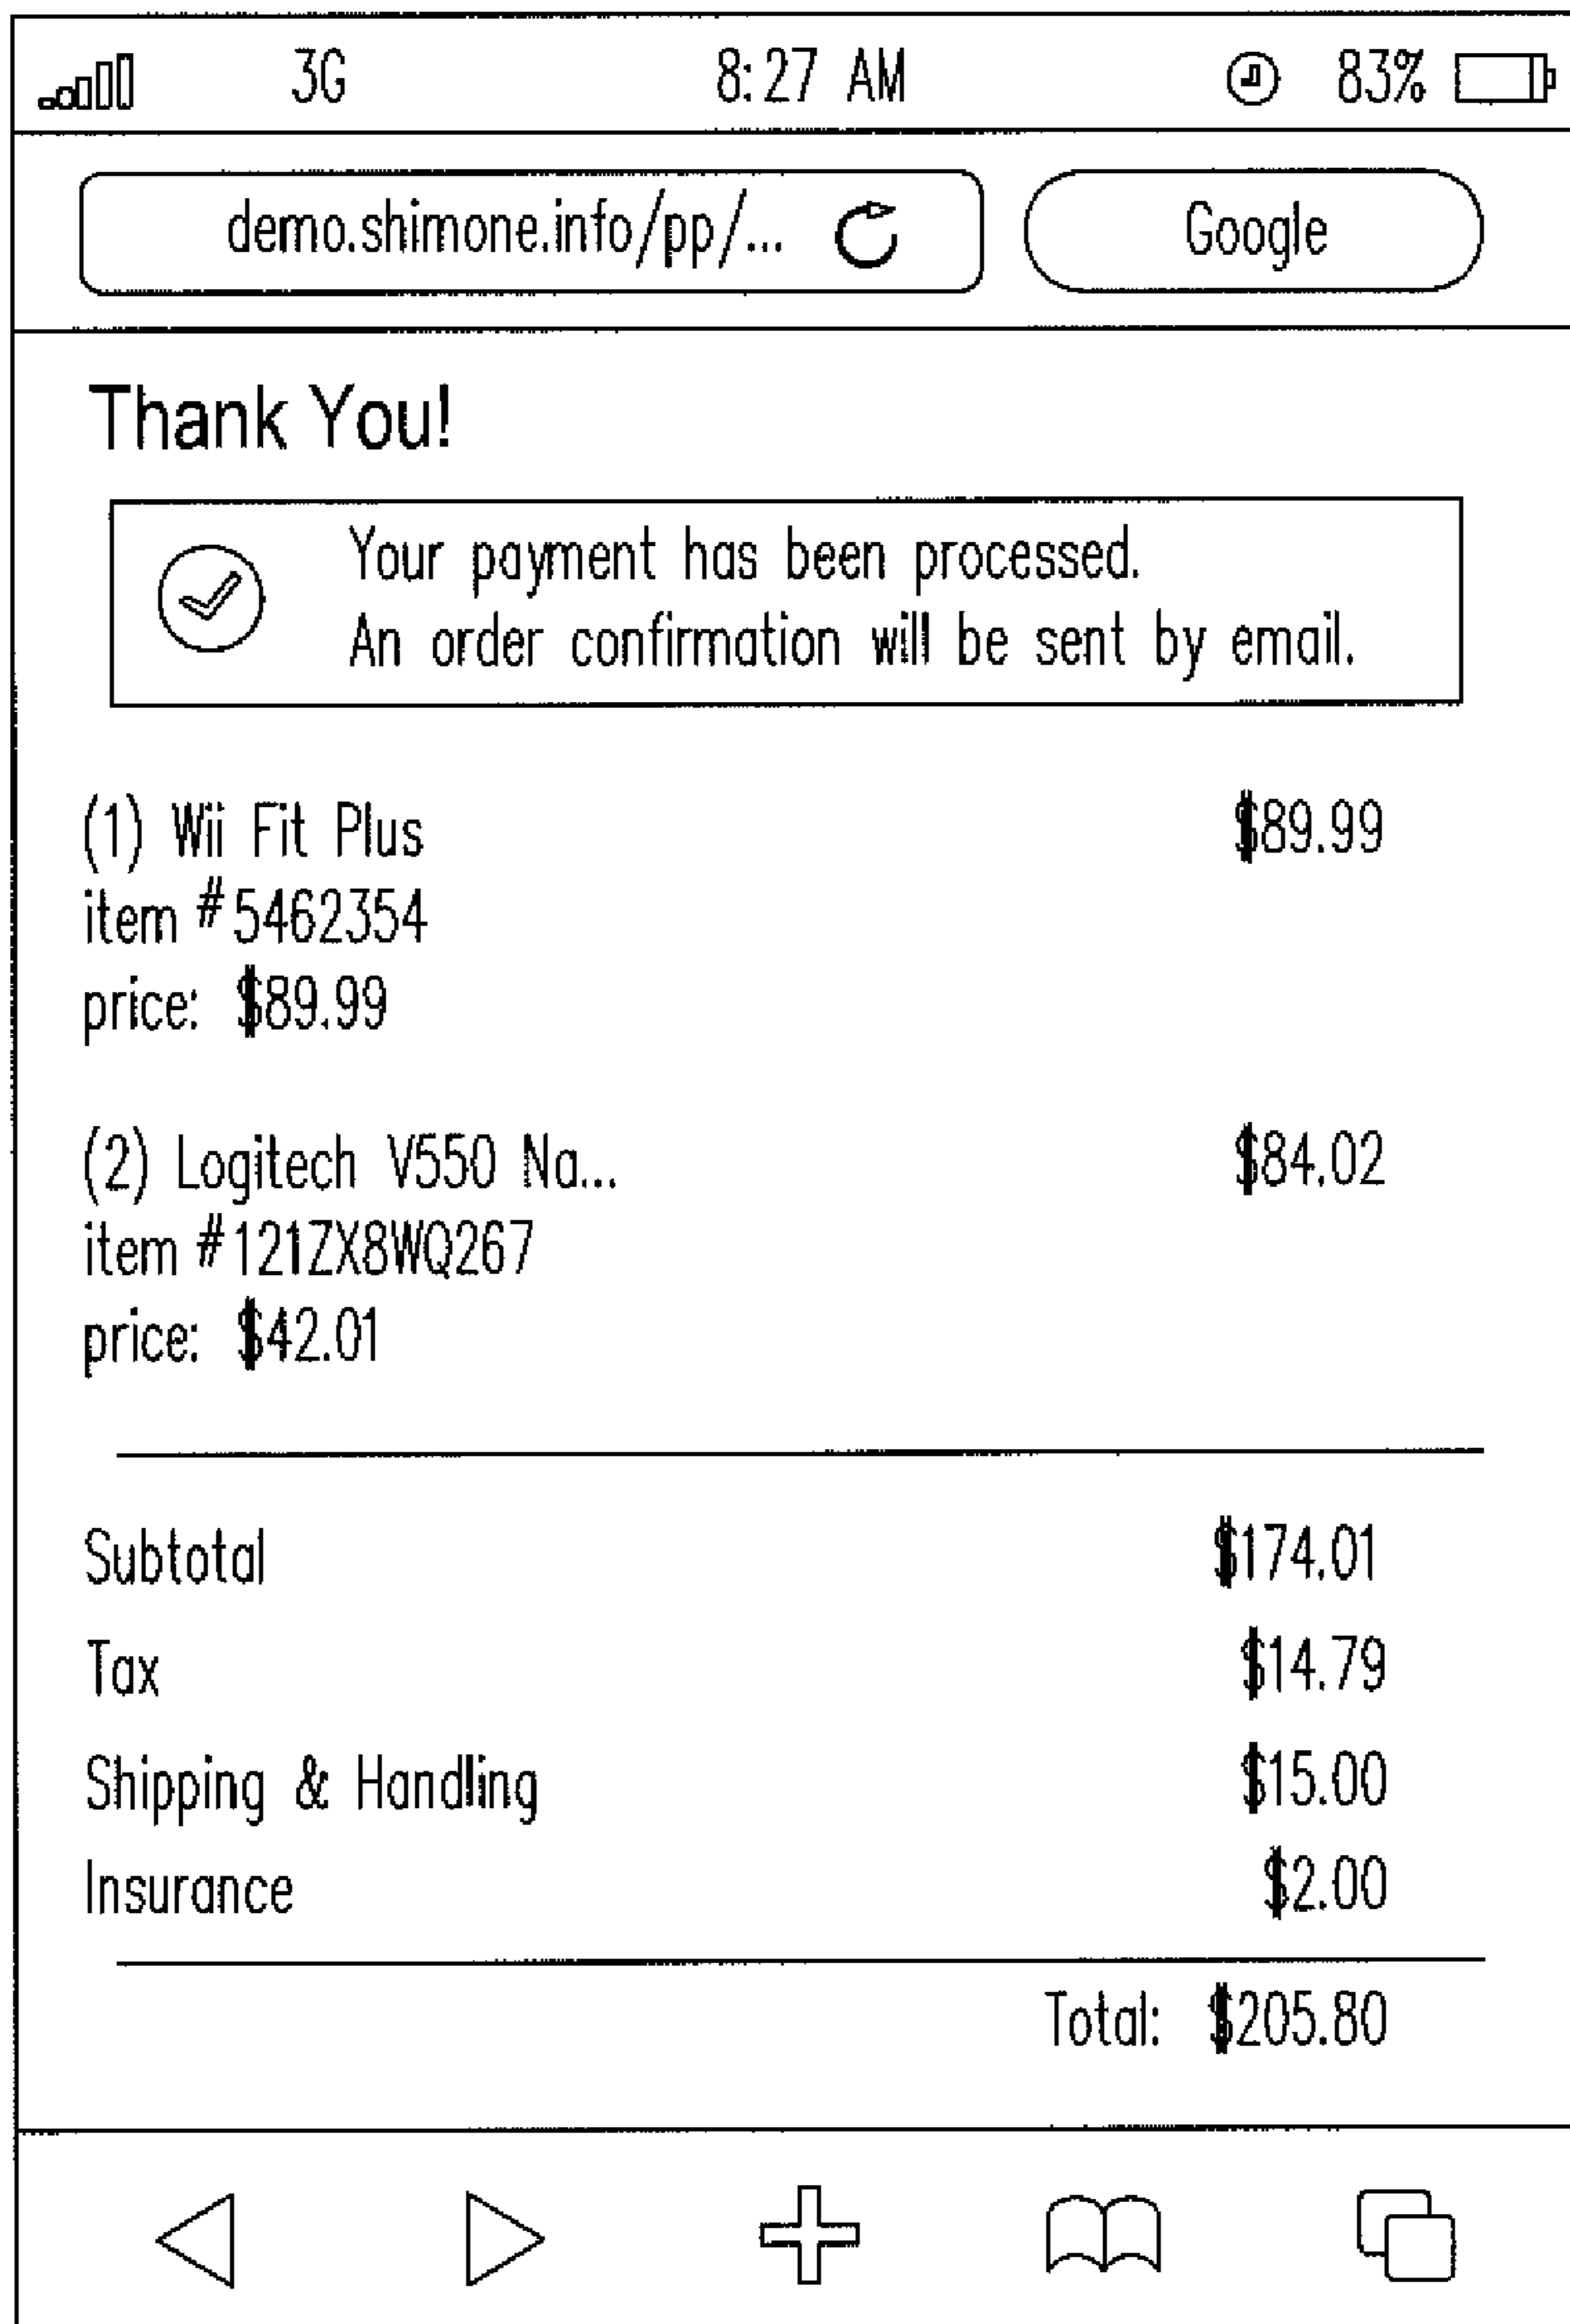 3G 8:27 AM 83%
demo.shimone.info/pp/... Google
Thank You!
Your payment has been processed.
An order confirmation will be sent by email.
(1) Wii Fit Plus $89.99
item #5462354
price: $89.99
(2) Logitech V550 Na... $84.02
item #121ZX8WQ267
price: $42.01
Subtotal $174.01
Tax $14.79
Shipping & Handling $15.00
Insurance $2.00
Total: $205.80